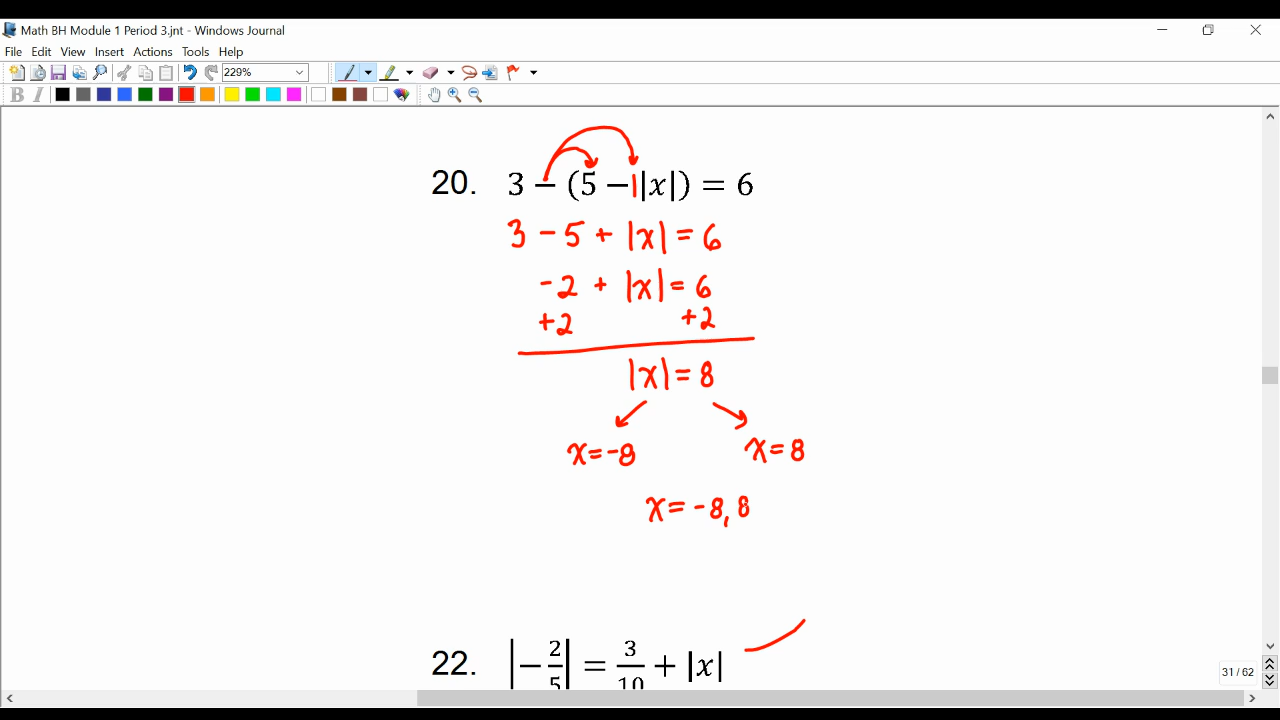 Math BH Module 1 Period 3.jnt - Windows Journal
File Edit View Insert Actions Tools Help
229%
B I
20. 3 − (5 − 1|x|) = 6
3 - 5 + |x| = 6
-2 + |x| = 6
+2 +2
|x| = 8
x = -8 x = 8
x = -8, 8
22. |−2/5| = 3/10 + |x|
31 / 62